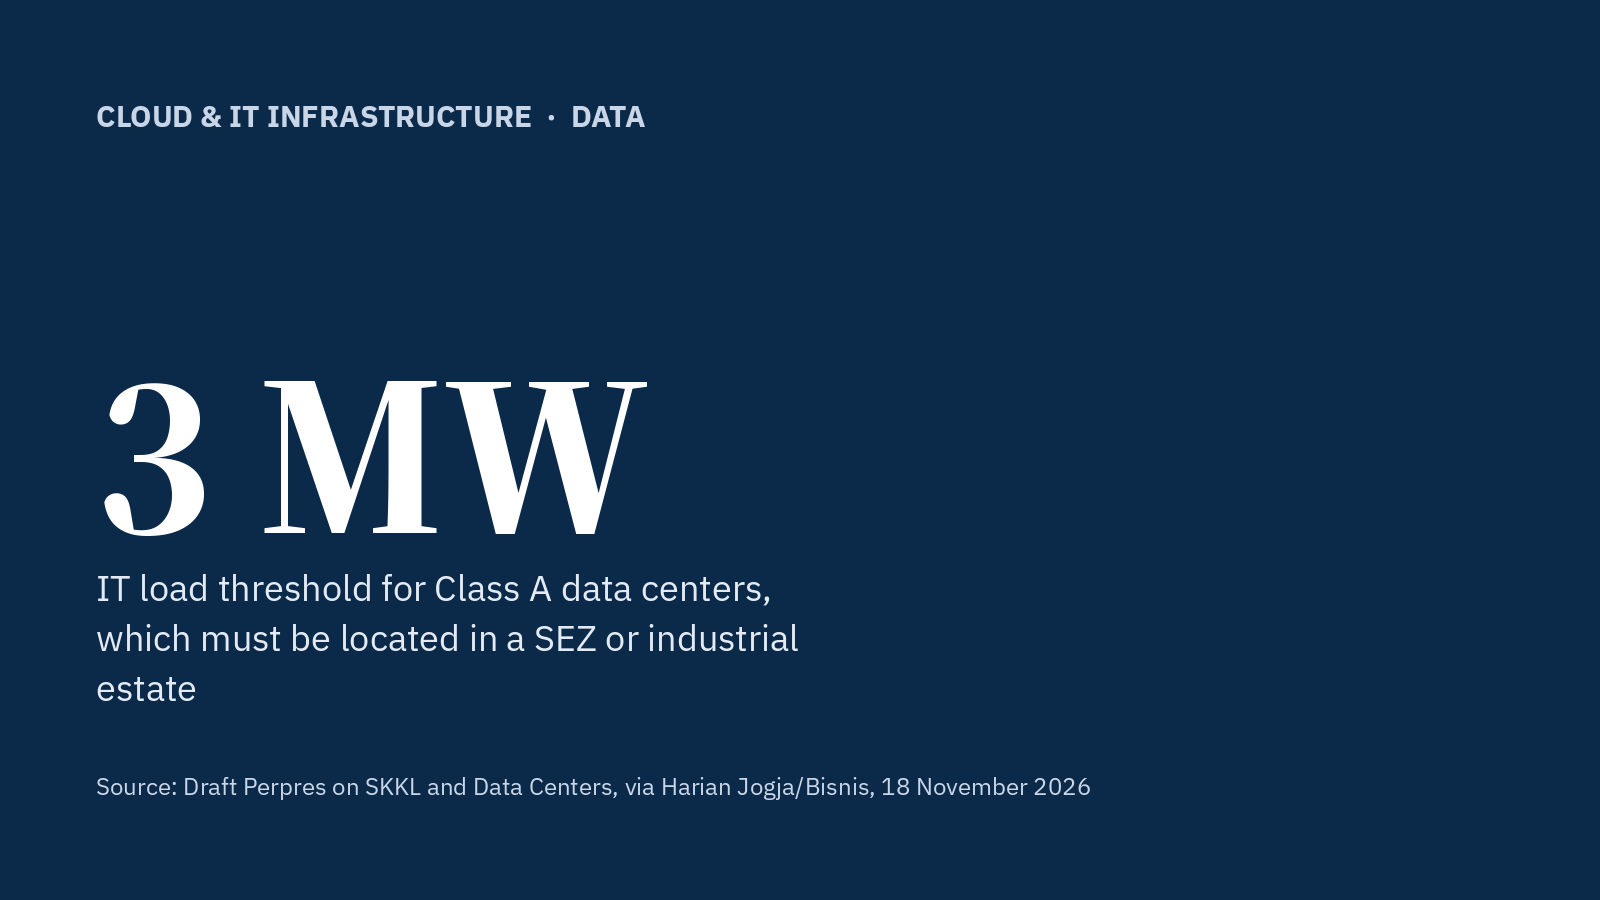 CLOUD & IT INFRASTRUCTURE · DATA
3 MW
IT load threshold for Class A data centers,
which must be located in a SEZ or industrial
estate
Source: Draft Perpres on SKKL and Data Centers, via Harian Jogja/Bisnis, 18 November 2026